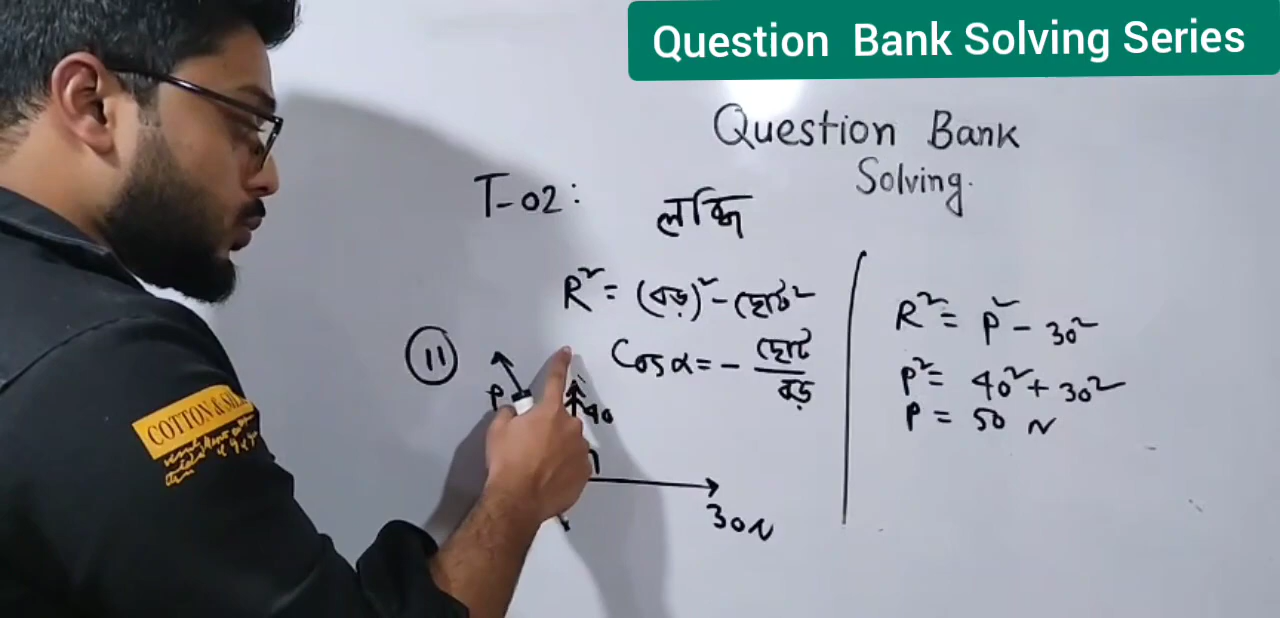 Question Bank Solving Series
Question Bank
Solving.
T-02:
লব্ধি
R² = (বড়)² - ছোট²
Cosα = - ছোট/বড়
11
P
40
30N
R² = P² - 30²
P² = 40² + 30²
P = 50 N
COTTON & SIL